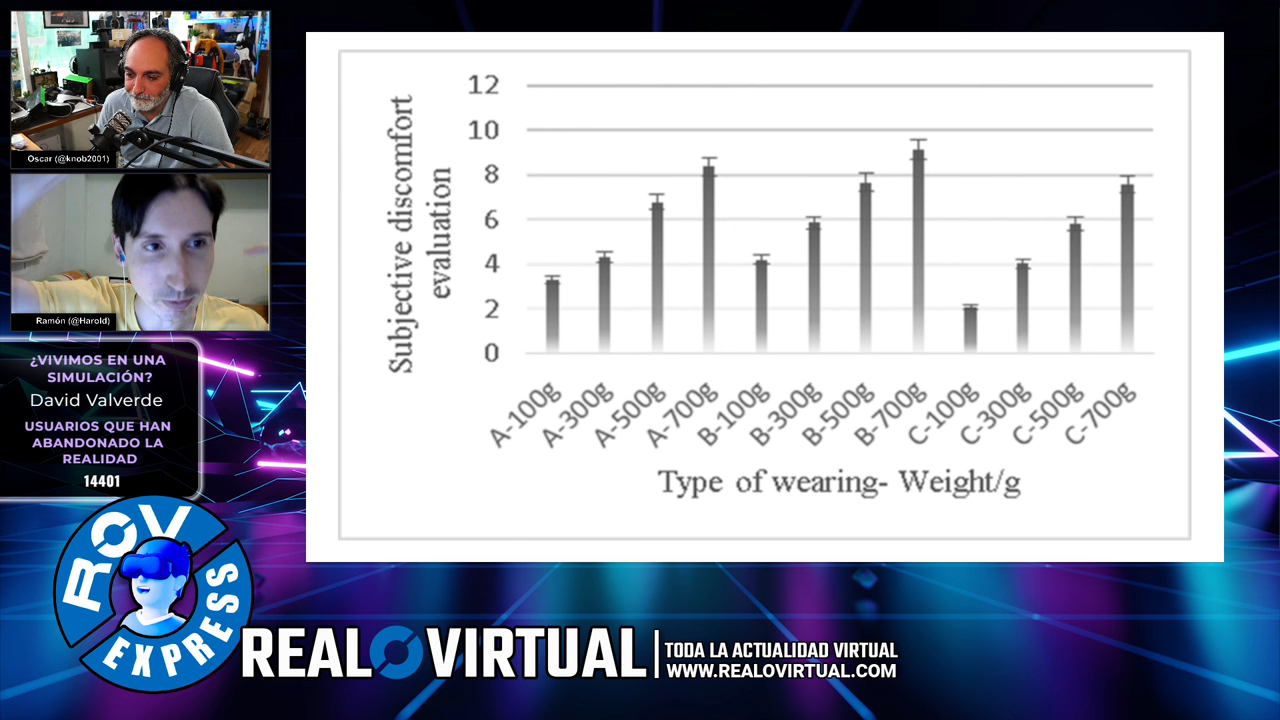 Oscar (@knob2001)
Ramón (@Harold)
¿VIVIMOS EN UNA
SIMULACIÓN?
David Valverde
USUARIOS QUE HAN
ABANDONADO LA
REALIDAD
14401
ROV
EXPRESS
Subjective discomfort
evaluation
12
10
8
6
4
2
0
A-100g
A-300g
A-500g
A-700g
B-100g
B-300g
B-500g
B-700g
C-100g
C-300g
C-500g
C-700g
Type of wearing- Weight/g
REAL O VIRTUAL
TODA LA ACTUALIDAD VIRTUAL
WWW.REALOVIRTUAL.COM